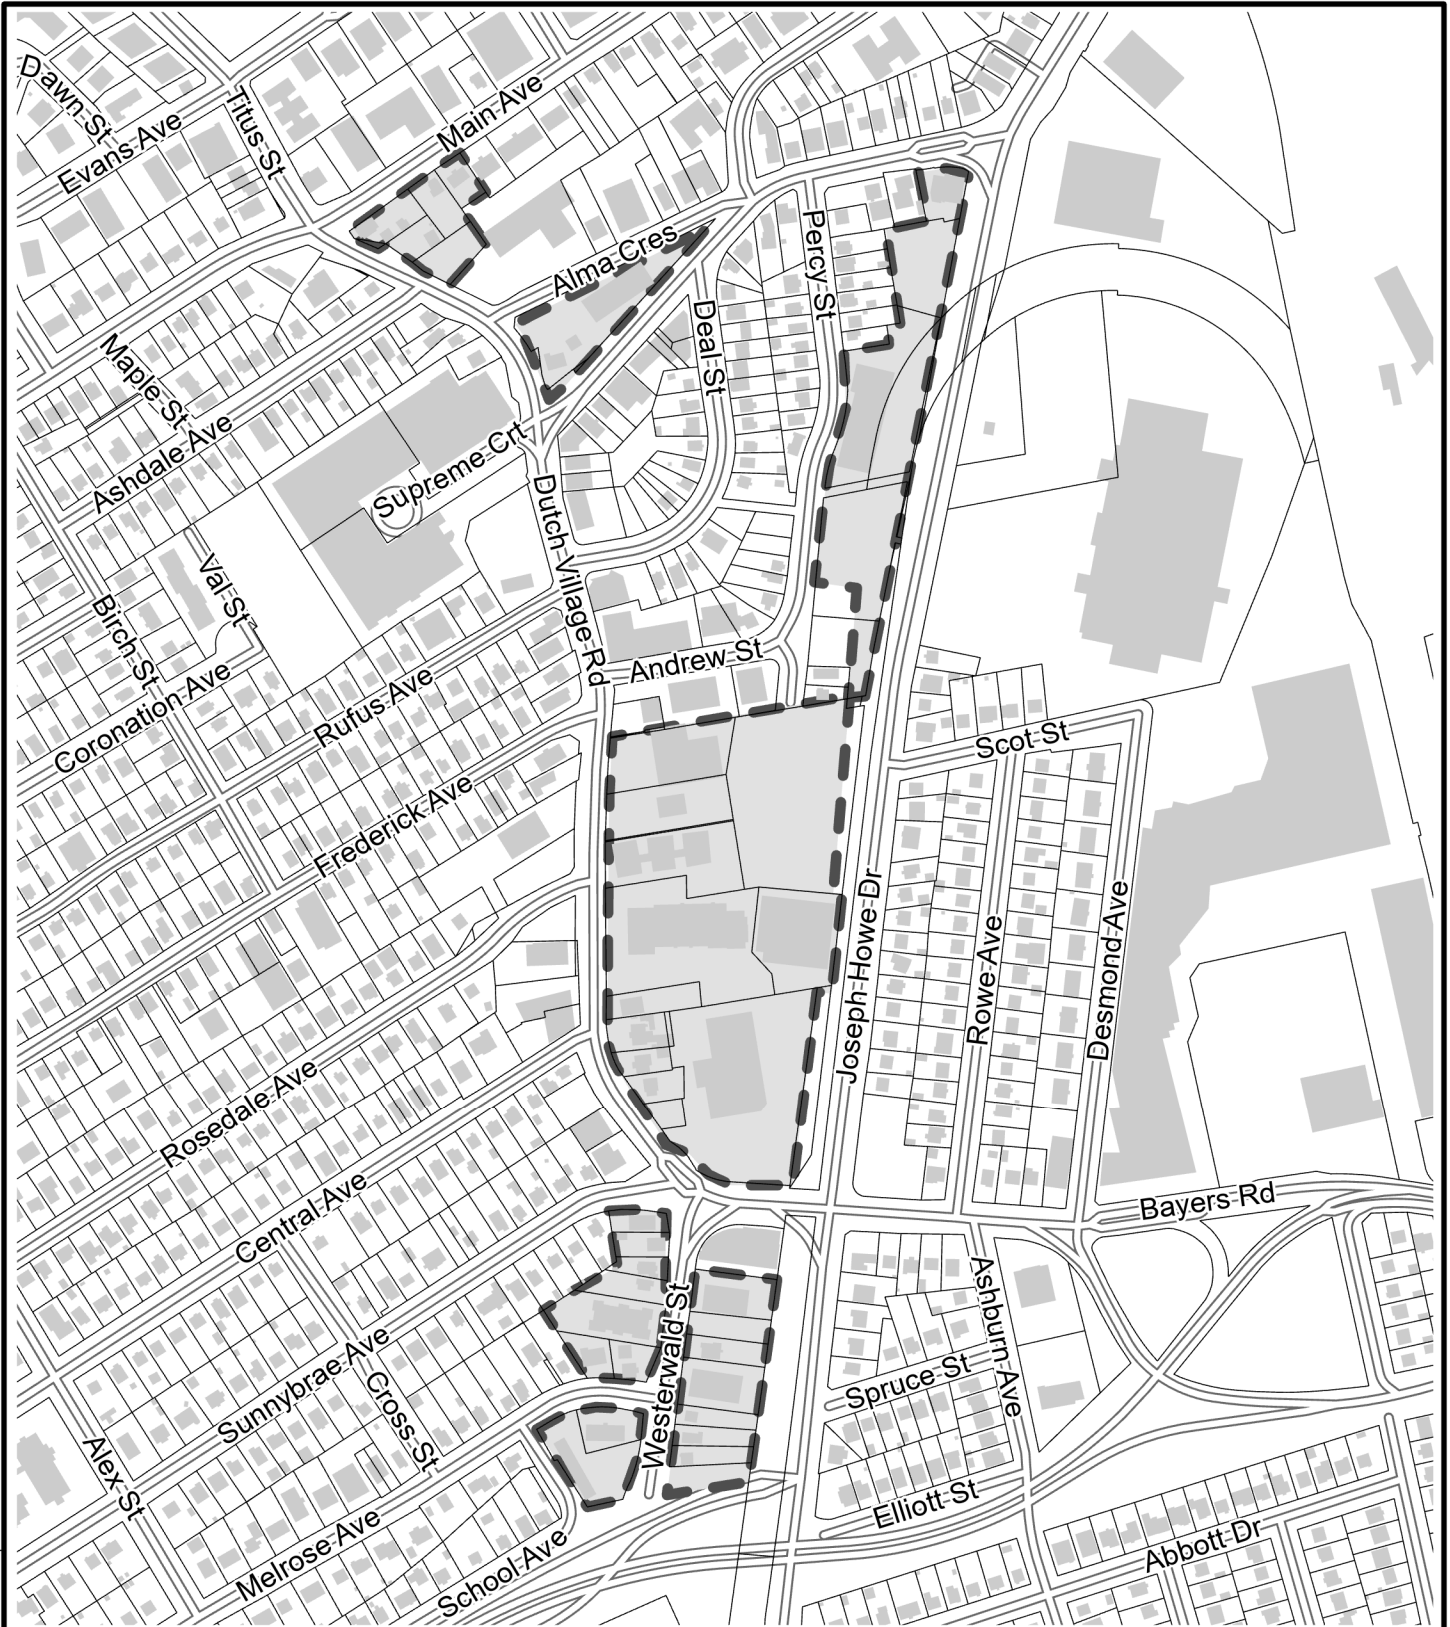 Dawn St
Evans Ave
Titus St
Main Ave
Alma Cres
Percy St
Deal St
Maple St
Ashdale Ave
Supreme Crt
Dutch Village Rd
Val St
Birch St
Coronation Ave
Rufus Ave
Andrew St
Frederick Ave
Scot St
Joseph Howe Dr
Rowe Ave
Desmond Ave
Rosedale Ave
Central Ave
Bayers Rd
Sunnybrae Ave
Cross St
Westerwald St
Ashburn Ave
Spruce St
Alex St
Melrose Ave
School Ave
Elliott St
Abbott Dr